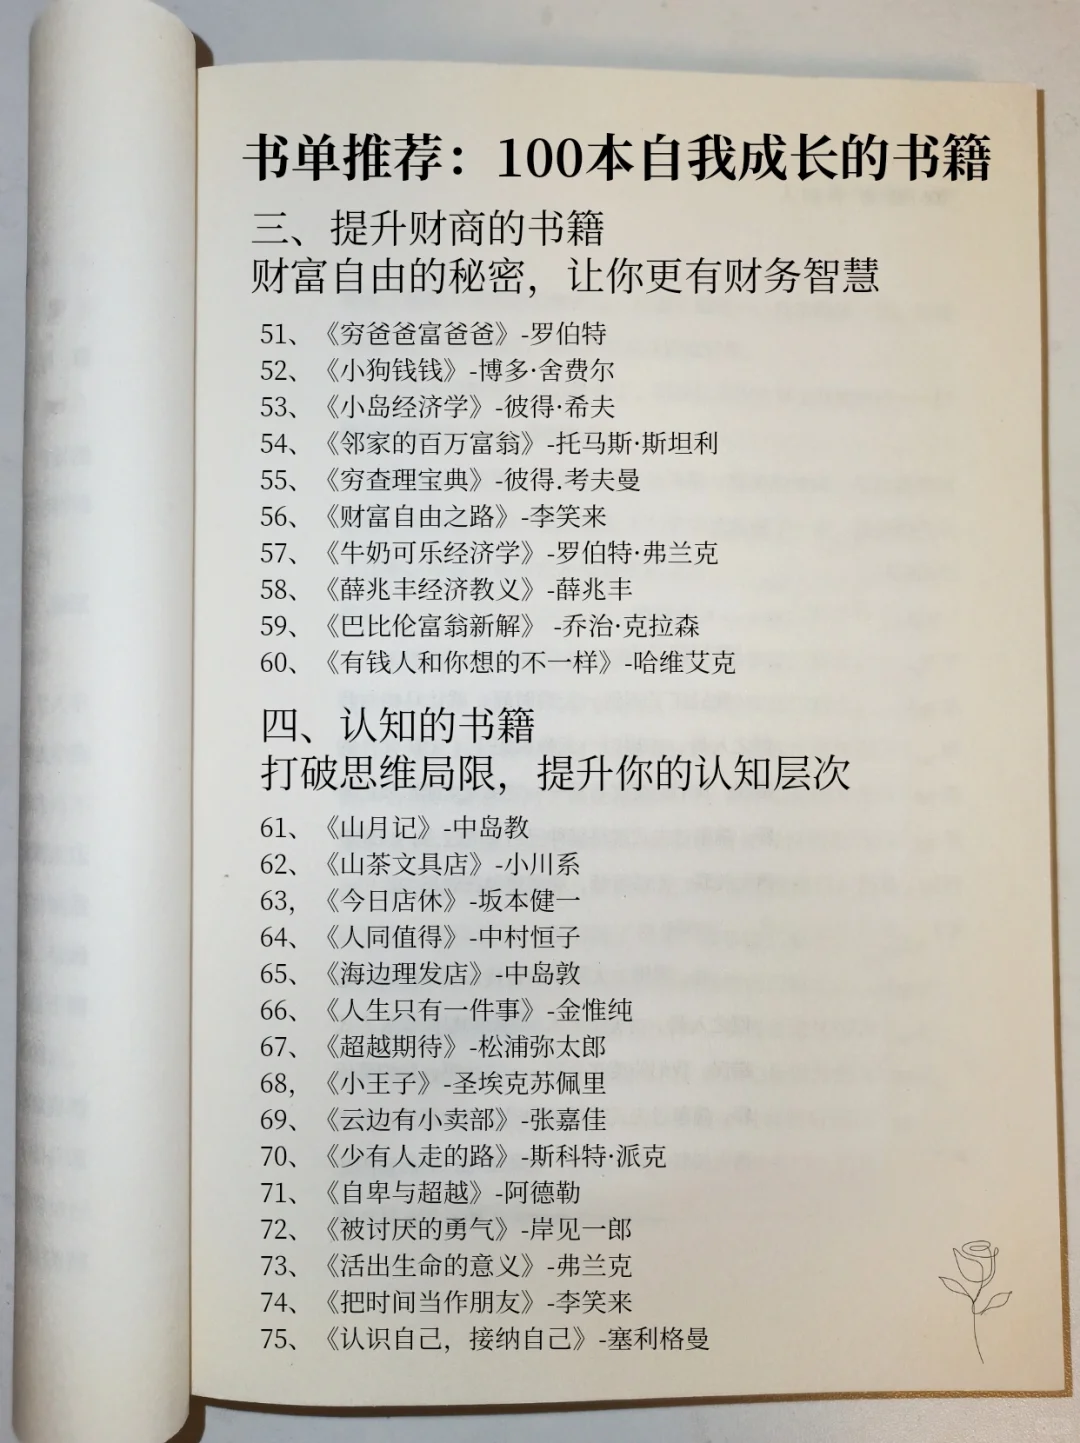 书单推荐：100本自我成长的书籍
三、提升财商的书籍
财富自由的秘密，让你更有财务智慧
51、《穷爸爸富爸爸》-罗伯特
52、《小狗钱钱》-博多·舍费尔
53、《小岛经济学》-彼得·希夫
54、《邻家的百万富翁》-托马斯·斯坦利
55、《穷查理宝典》-彼得.考夫曼
56、《财富自由之路》-李笑来
57、《牛奶可乐经济学》-罗伯特·弗兰克
58、《薛兆丰经济教义》-薛兆丰
59、《巴比伦富翁新解》 -乔治·克拉森
60、《有钱人和你想的不一样》-哈维艾克
四、认知的书籍
打破思维局限，提升你的认知层次
61、《山月记》-中岛教
62、《山茶文具店》-小川系
63，《今日店休》-坂本健一
64、《人间值得》-中村恒子
65、《海边理发店》-中岛敦
66、《人生只有一件事》-金惟纯
67、《超越期待》-松浦弥太郎
68，《小王子》-圣埃克苏佩里
69、《云边有小卖部》-张嘉佳
70、《少有人走的路》-斯科特·派克
71、《自卑与超越》-阿德勒
72、《被讨厌的勇气》-岸见一郎
73、《活出生命的意义》-弗兰克
74、《把时间当作朋友》-李笑来
75、《认识自己，接纳自己》-塞利格曼